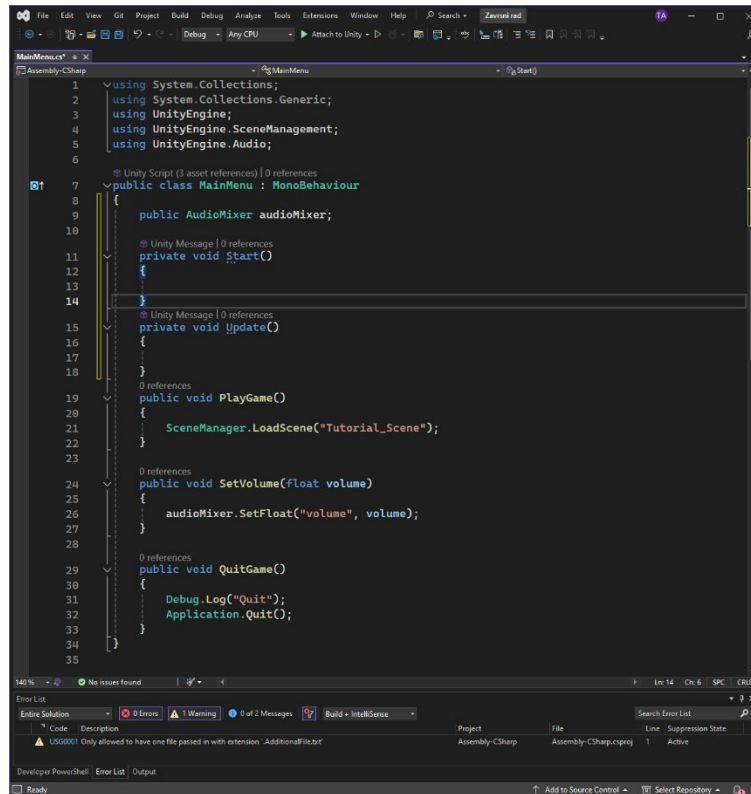 File Edit View Git Project Build Debug Analyze Tools Extensions Window Help Search Zavrsni rad TA
Debug Any CPU Attach to Unity
MainMenu.cs*
Assembly-CSharp MainMenu Start()
1 using System.Collections;
2 using System.Collections.Generic;
3 using UnityEngine;
4 using UnityEngine.SceneManagement;
5 using UnityEngine.Audio;
6
Unity Script (3 asset references) | 0 references
7 public class MainMenu : MonoBehaviour
8 {
9 public AudioMixer audioMixer;
10
Unity Message | 0 references
11 private void Start()
12 {
13
14 }
Unity Message | 0 references
15 private void Update()
16 {
17
18 }
0 references
19 public void PlayGame()
20 {
21 SceneManager.LoadScene("Tutorial_Scene");
22 }
23
0 references
24 public void SetVolume(float volume)
25 {
26 audioMixer.SetFloat("volume", volume);
27 }
28
0 references
29 public void QuitGame()
30 {
31 Debug.Log("Quit");
32 Application.Quit();
33 }
34 }
35
140 % No issues found Ln: 14 Ch: 6 SPC CRLF
Error List
Entire Solution 0 Errors 1 Warning 0 of 2 Messages Build + IntelliSense Search Error List
Code Description Project File Line Suppression State
USG0001 Only allowed to have one file passed in with extension '.AdditionalFile.txt' Assembly-CSharp Assembly-CSharp.csproj 1 Active
Developer PowerShell Error List Output
Ready Add to Source Control Select Repository